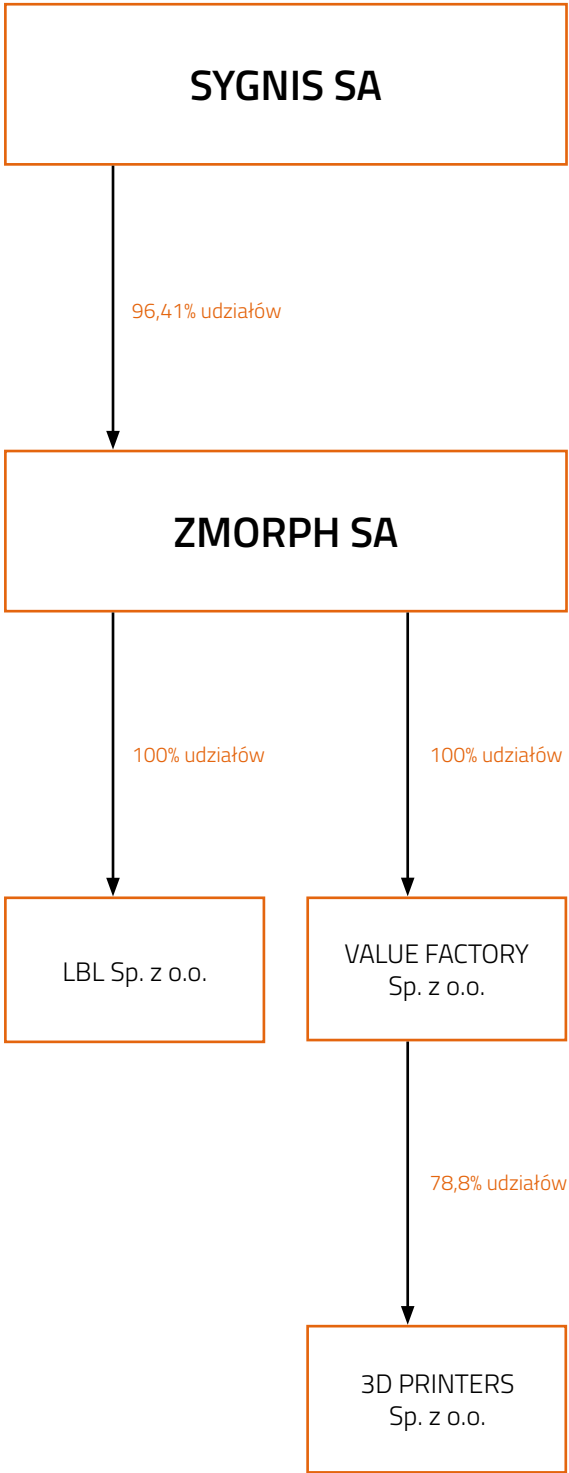 SYGNIS SA
96,41% udziałów
ZMORPH SA
100% udziałów
100% udziałów
LBL Sp. z o.o.
VALUE FACTORY
Sp. z o.o.
78,8% udziałów
3D PRINTERS
Sp. z o.o.